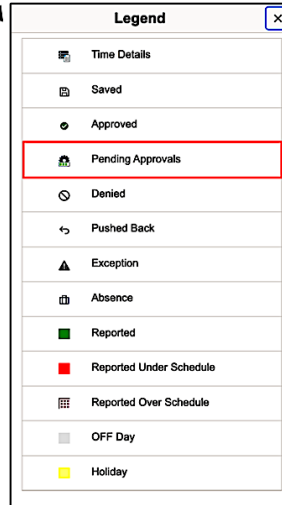 Legend
Time Details
Saved
Approved
Pending Approvals
Denied
Pushed Back
Exception
Absence
Reported
Reported Under Schedule
Reported Over Schedule
OFF Day
Holiday